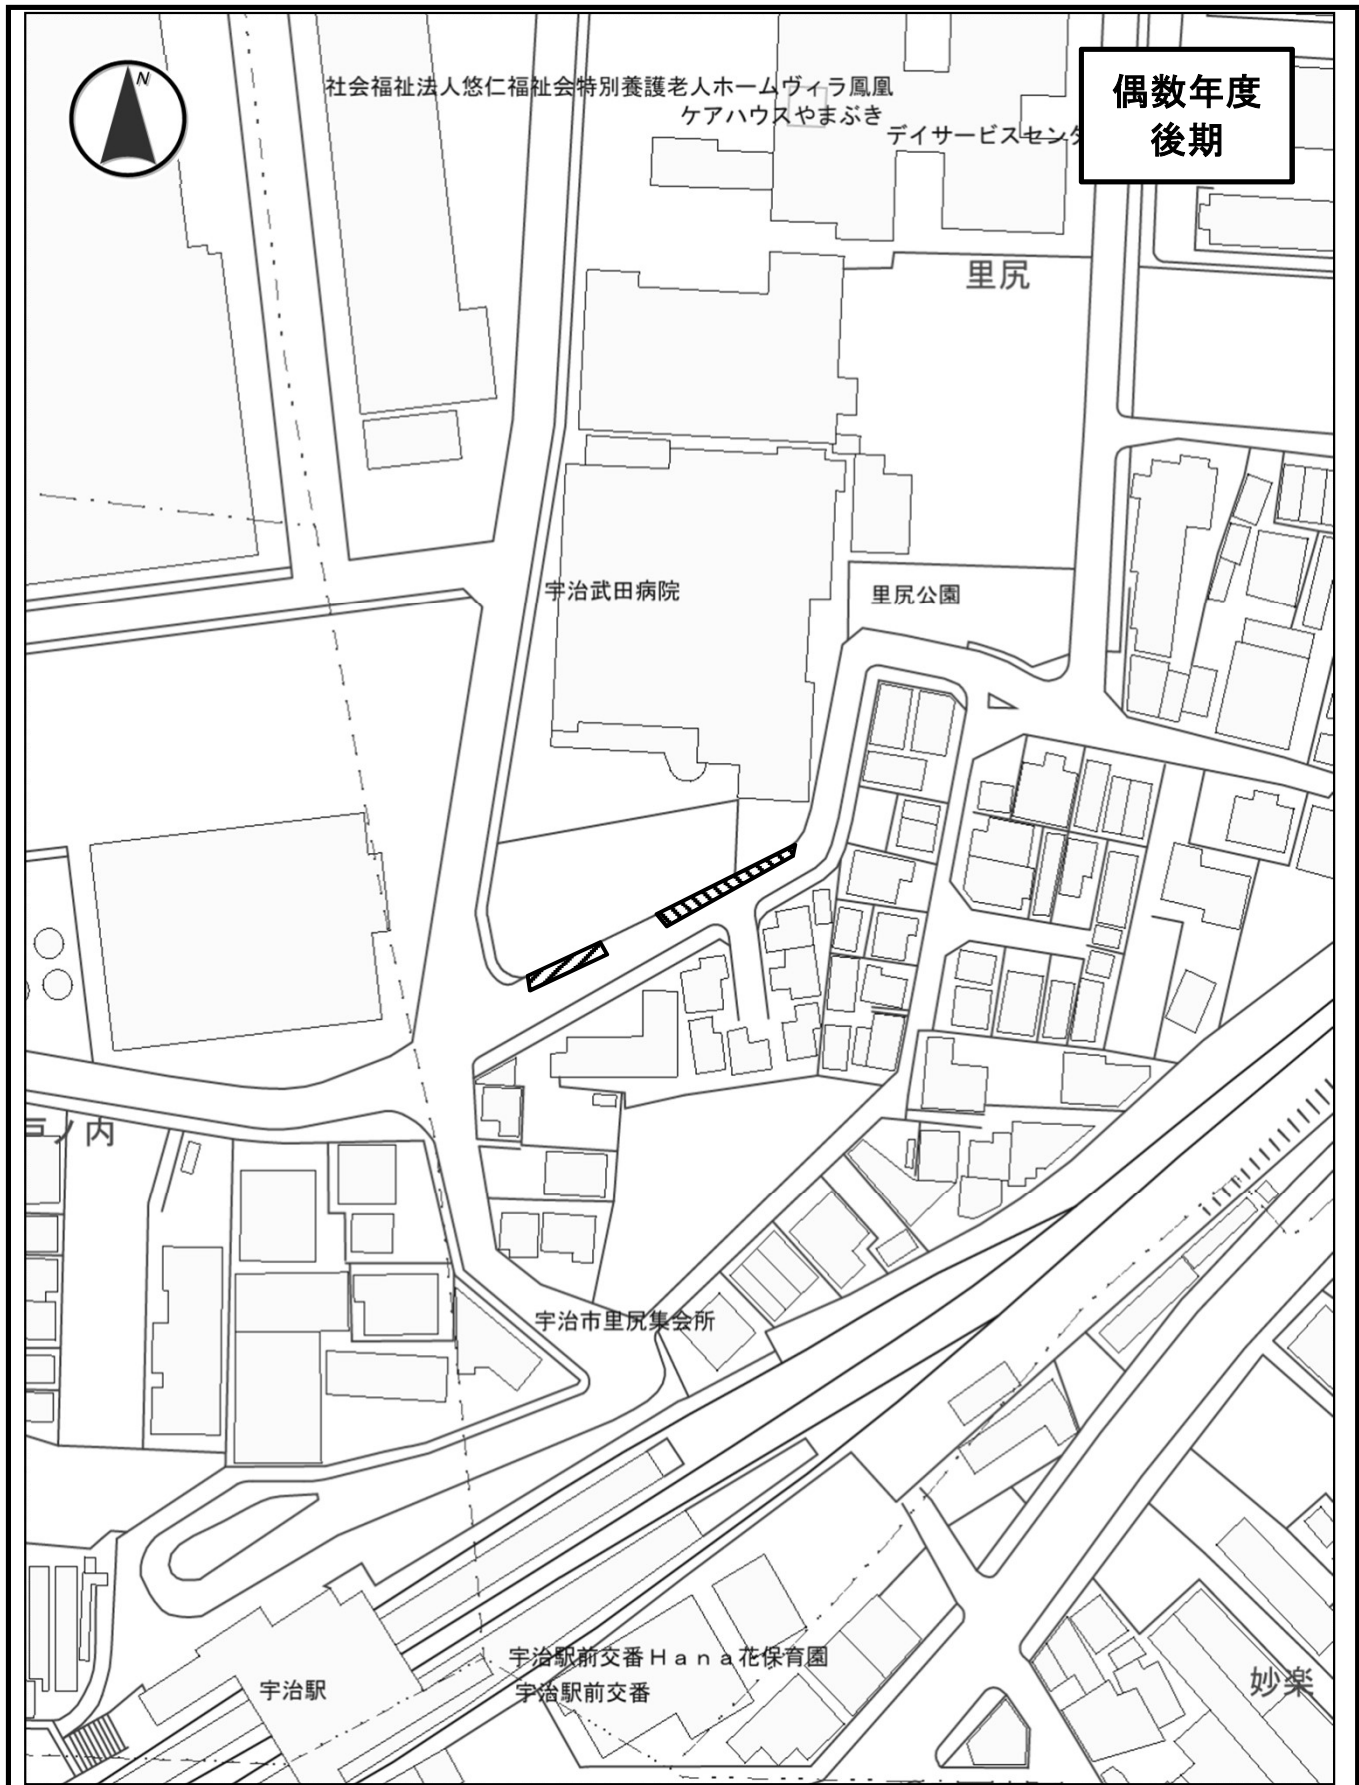 N
社会福祉法人悠仁福祉会特別養護老人ホームヴィラ鳳凰
ケアハウスやまぶき
デイサービスセンタ
偶数年度
後期
里尻
宇治武田病院
里尻公園
ノ内
宇治市里尻集会所
宇治駅前交番Ｈａｎａ花保育園
宇治駅
宇治駅前交番
妙楽